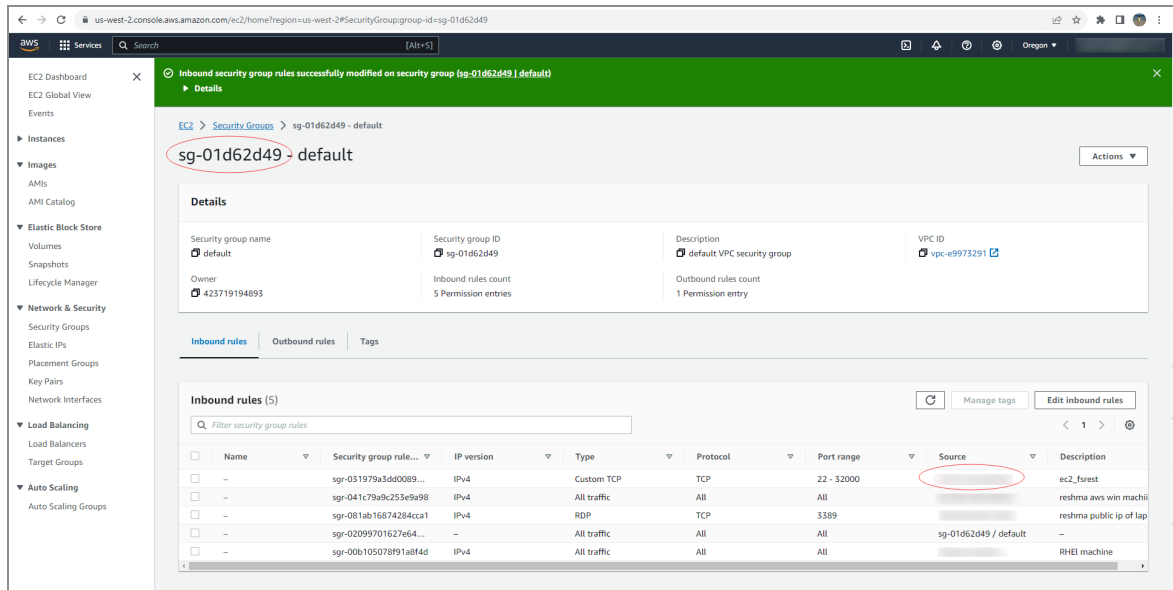 us-west-2.console.aws.amazon.com/ec2/home?region=us-west-2#SecurityGroup:group-id=sg-01d62d49
aws Services Search [Alt+S] Oregon ▼
EC2 Dashboard
EC2 Global View
Events
▶ Instances
▼ Images
AMIs
AMI Catalog
▼ Elastic Block Store
Volumes
Snapshots
Lifecycle Manager
▼ Network & Security
Security Groups
Elastic IPs
Placement Groups
Key Pairs
Network Interfaces
▼ Load Balancing
Load Balancers
Target Groups
▼ Auto Scaling
Auto Scaling Groups
Inbound security group rules successfully modified on security group (sg-01d62d49 | default)
▶ Details
EC2 > Security Groups > sg-01d62d49 - default
sg-01d62d49 - default
Actions ▼
Details
Security group name Security group ID Description VPC ID
default sg-01d62d49 default VPC security group vpc-e9973291
Owner Inbound rules count Outbound rules count
423719194893 5 Permission entries 1 Permission entry
Inbound rules Outbound rules Tags
Inbound rules (5) Manage tags Edit inbound rules
Filter security group rules < 1 >
Name Security group rule... IP version Type Protocol Port range Source Description
– sgr-031979a3dd0089... IPv4 Custom TCP TCP 22 - 32000 ec2_fsrest
– sgr-041c79a9c253e9a98 IPv4 All traffic All All reshma aws win machii
– sgr-081ab16874284cca1 IPv4 RDP TCP 3389 reshma public ip of lap
– sgr-02099701627e64... – All traffic All All sg-01d62d49 / default –
– sgr-00b105078f91a8f4d IPv4 All traffic All All RHEl machine